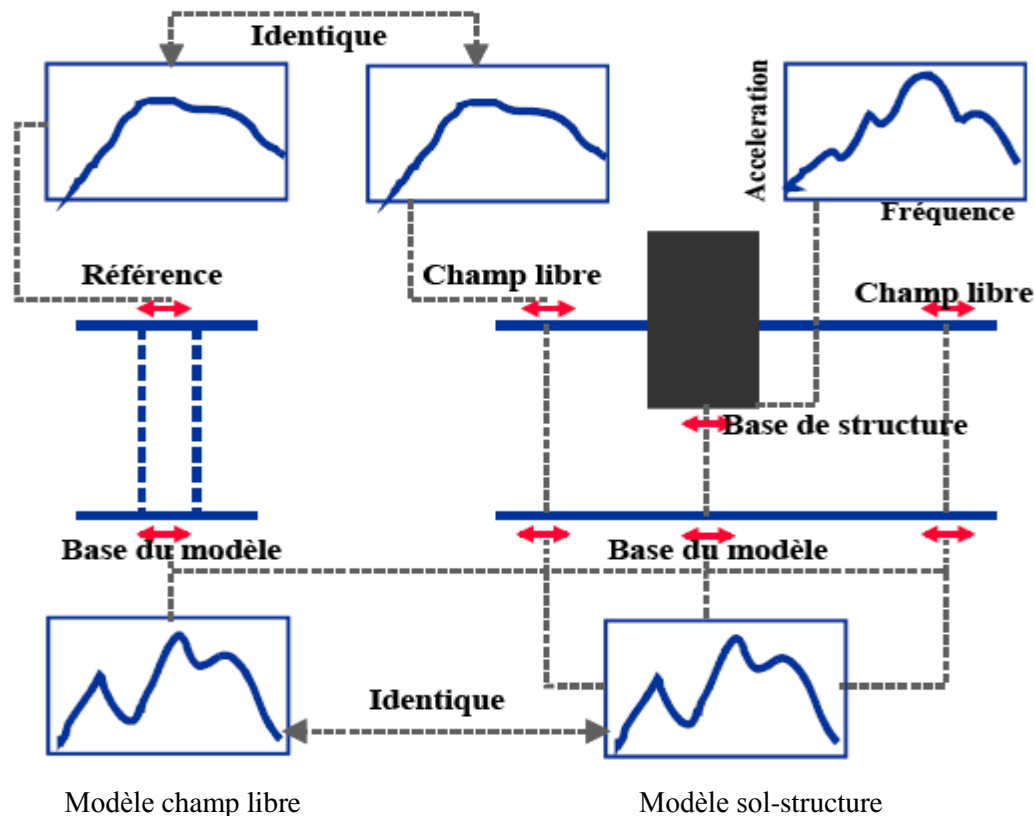 Identique
Acceleration
Fréquence
Référence
Champ libre
Champ libre
Base de structure
Base du modèle
Base du modèle
Identique
Modèle champ libre
Modèle sol-structure